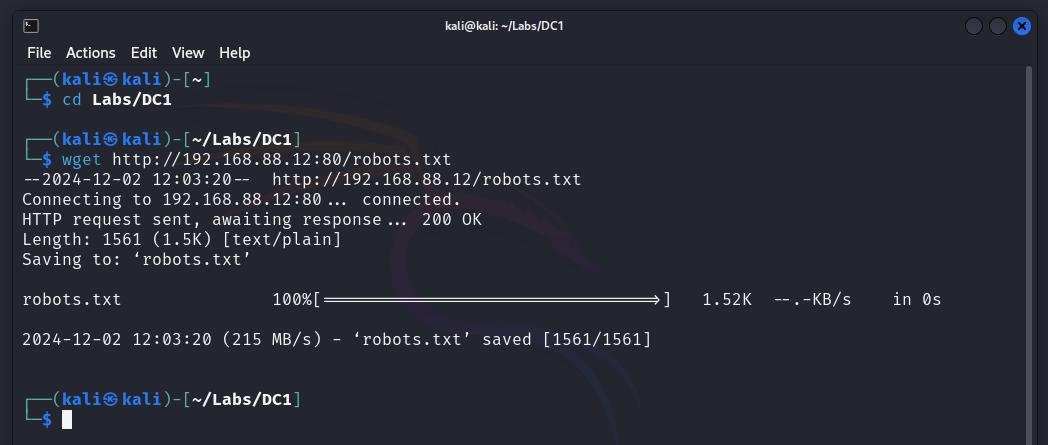 kali@kali: ~/Labs/DC1
File Actions Edit View Help
┌──(kali㉿kali)-[~]
└─$ cd Labs/DC1
┌──(kali㉿kali)-[~/Labs/DC1]
└─$ wget http://192.168.88.12:80/robots.txt
--2024-12-02 12:03:20--  http://192.168.88.12/robots.txt
Connecting to 192.168.88.12:80... connected.
HTTP request sent, awaiting response... 200 OK
Length: 1561 (1.5K) [text/plain]
Saving to: ‘robots.txt’
robots.txt 100%[=================================>] 1.52K --.-KB/s in 0s
2024-12-02 12:03:20 (215 MB/s) - ‘robots.txt’ saved [1561/1561]
┌──(kali㉿kali)-[~/Labs/DC1]
└─$